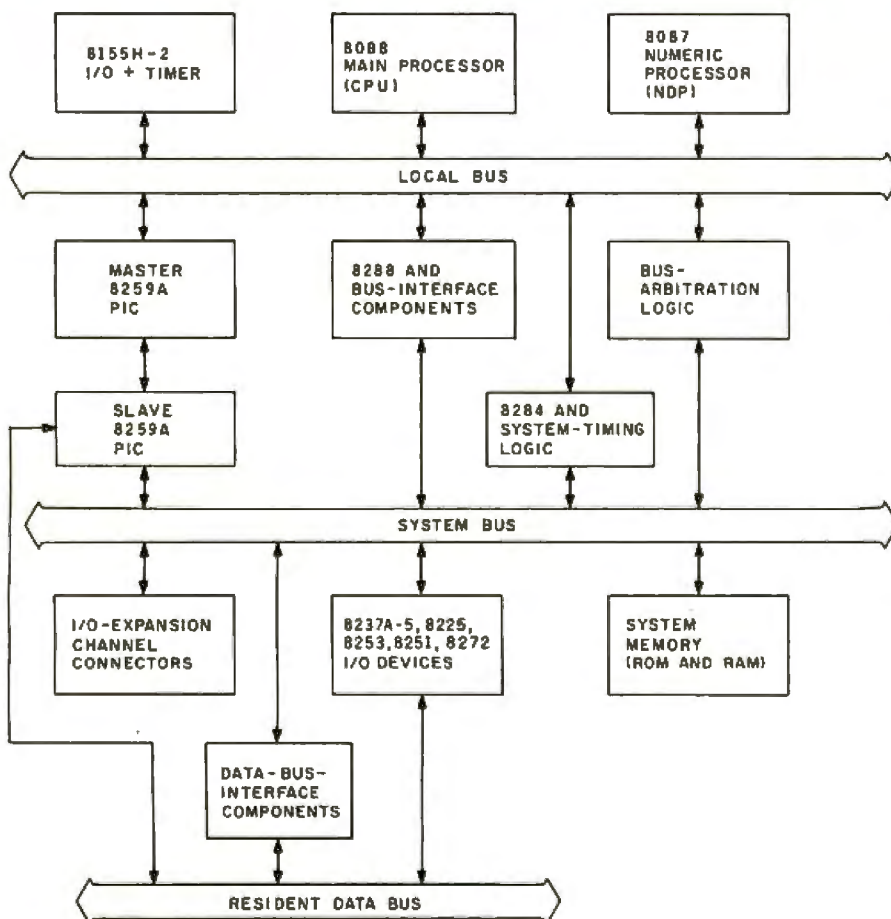 8155H-2
I/O + TIMER
8088
MAIN PROCESSOR
(CPU)
8087
NUMERIC
PROCESSOR
(NDP)
LOCAL BUS
MASTER
8259A
PIC
8288 AND
BUS-INTERFACE
COMPONENTS
BUS-
ARBITRATION
LOGIC
SLAVE
8259A
PIC
8284 AND
SYSTEM-TIMING
LOGIC
SYSTEM BUS
I/O-EXPANSION
CHANNEL
CONNECTORS
8237A-5, 8225,
8253, 8251, 8272
I/O DEVICES
SYSTEM
MEMORY
(ROM AND RAM)
DATA-BUS-
INTERFACE
COMPONENTS
RESIDENT DATA BUS